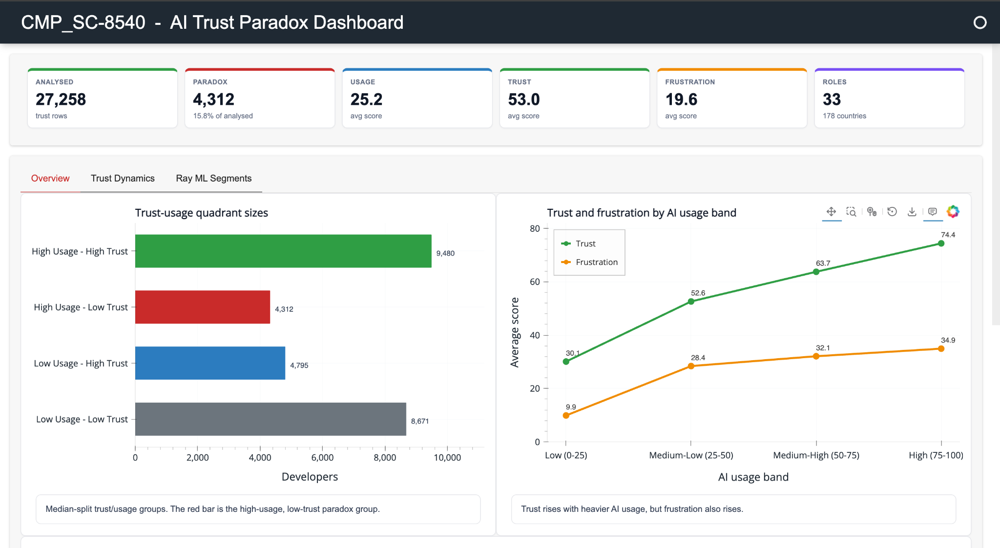 CMP_SC-8540 - AI Trust Paradox Dashboard
ANALYSED
27,258
trust rows
PARADOX
4,312
15.8% of analysed
USAGE
25.2
avg score
TRUST
53.0
avg score
FRUSTRATION
19.6
avg score
ROLES
33
178 countries
Overview
Trust Dynamics
Ray ML Segments
Trust-usage quadrant sizes
High Usage - High Trust
9,480
High Usage - Low Trust
4,312
Low Usage - High Trust
4,795
Low Usage - Low Trust
8,671
0
2,000
4,000
6,000
8,000
10,000
Developers
Median-split trust/usage groups. The red bar is the high-usage, low-trust paradox group.
Trust and frustration by AI usage band
Trust
Frustration
Average score
80
60
40
20
0
30.1
52.6
63.7
74.4
9.9
28.4
32.1
34.9
Low (0-25)
Medium-Low (25-50)
Medium-High (50-75)
High (75-100)
AI usage band
Trust rises with heavier AI usage, but frustration also rises.